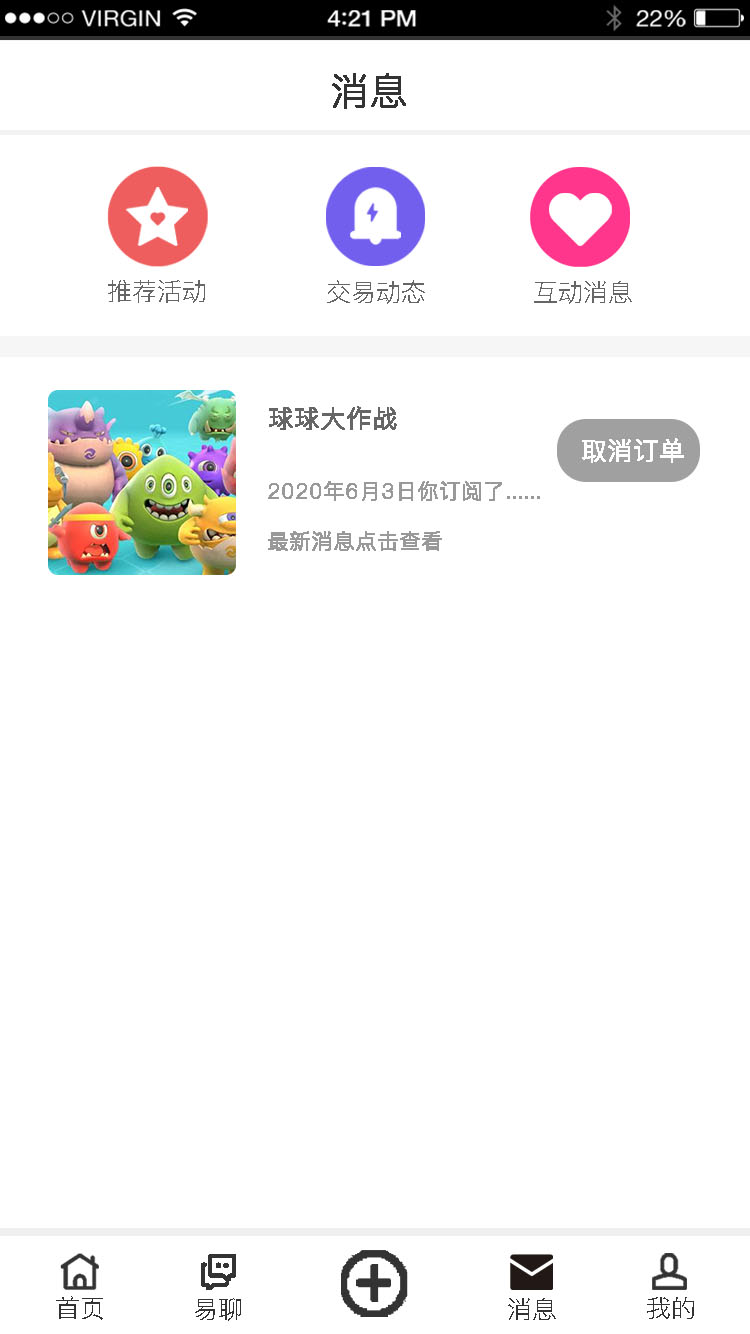 VIRGIN 4:21 PM 22%
消息
推荐活动 交易动态 互动消息
球球大作战
取消订单
2020年6月3日你订阅了......
最新消息点击查看
首页 易聊 消息 我的